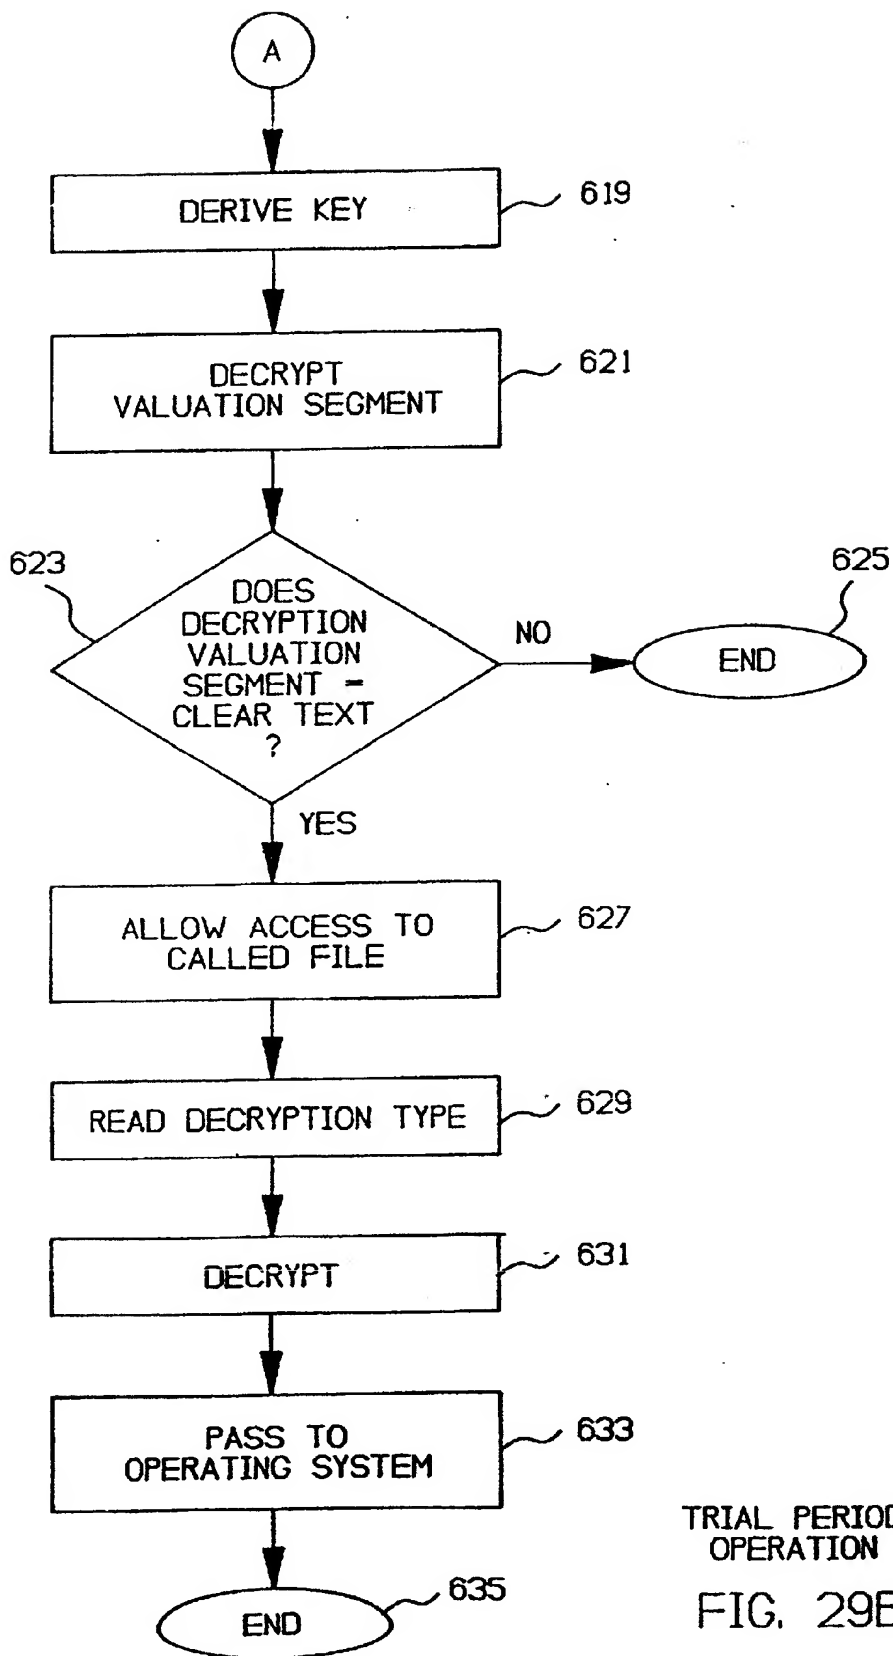 A
DERIVE KEY
619
DECRYPT
VALUATION SEGMENT
621
623
DOES
DECRYPTION
VALUATION
SEGMENT =
CLEAR TEXT
?
NO
625
END
YES
ALLOW ACCESS TO
CALLED FILE
627
READ DECRYPTION TYPE
629
DECRYPT
631
PASS TO
OPERATING SYSTEM
633
END
635
TRIAL PERIOD
OPERATION
FIG. 29B